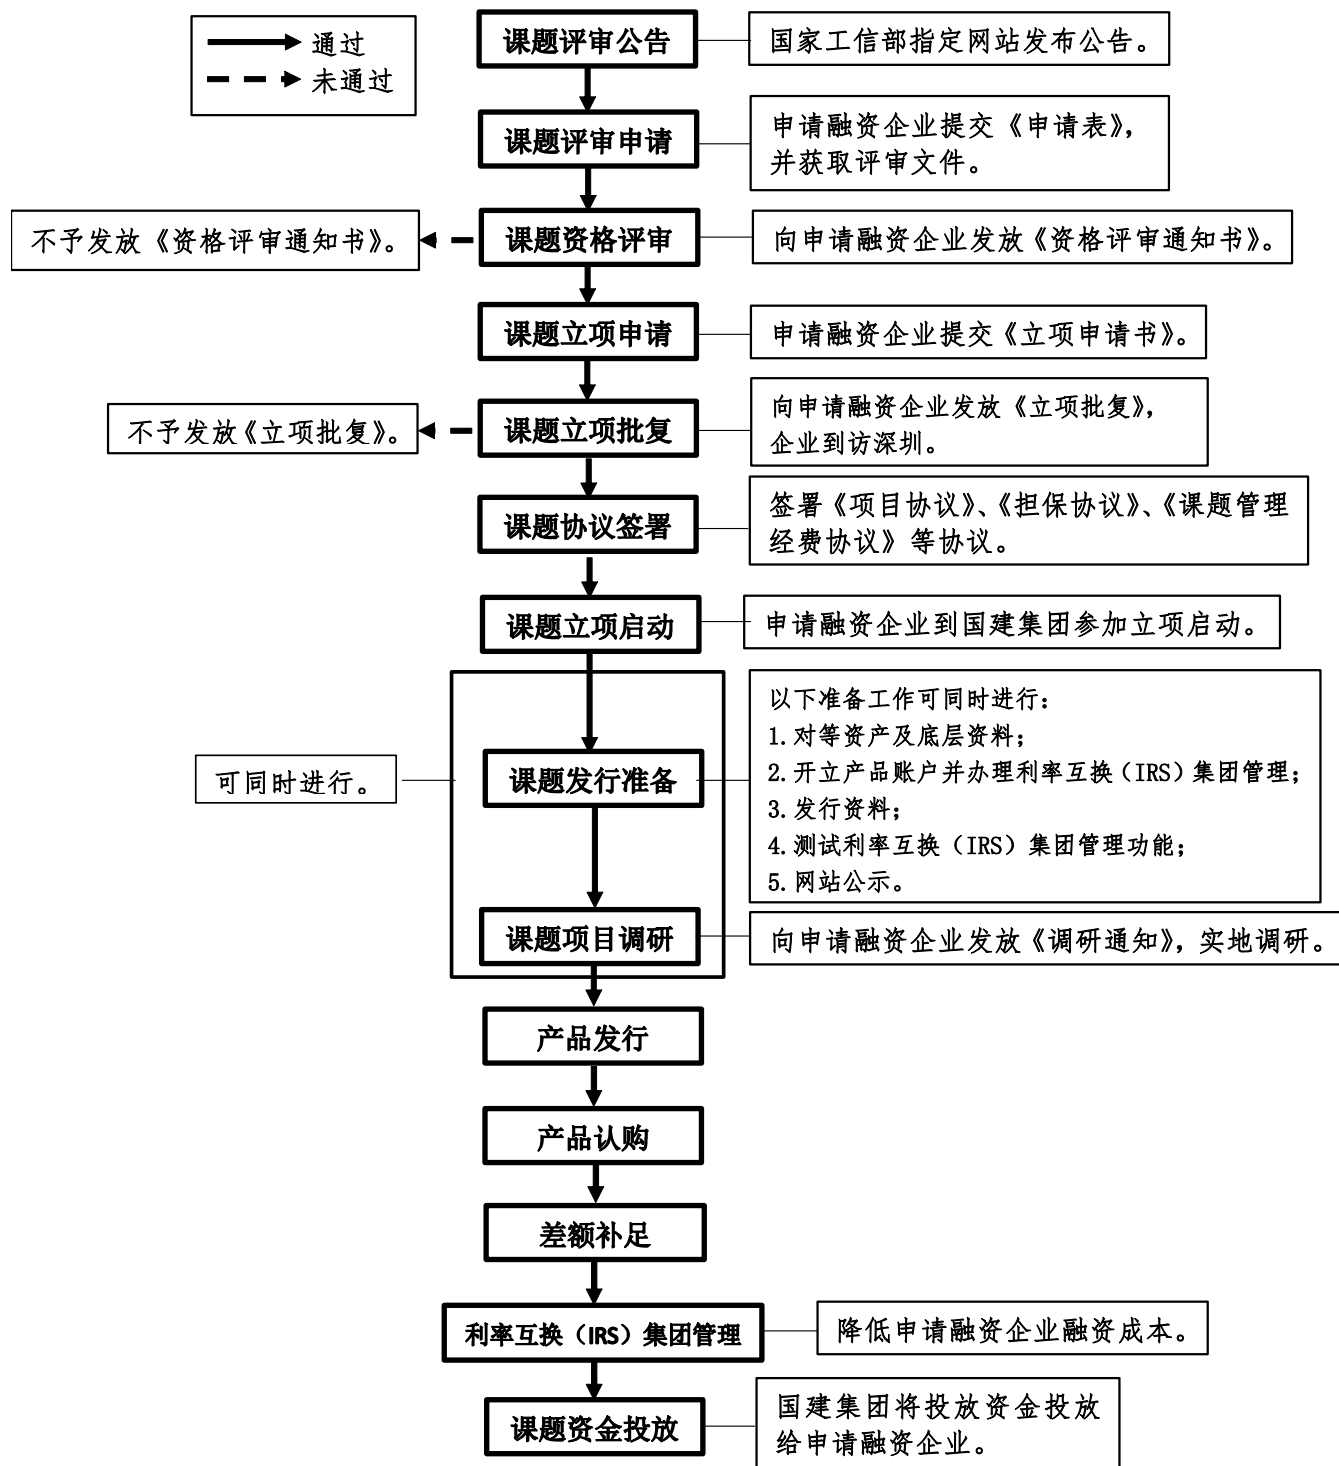 通过
未通过
课题评审公告
国家工信部指定网站发布公告。
课题评审申请
申请融资企业提交《申请表》，
并获取评审文件。
不予发放《资格评审通知书》。
课题资格评审
向申请融资企业发放《资格评审通知书》。
课题立项申请
申请融资企业提交《立项申请书》。
不予发放《立项批复》。
课题立项批复
向申请融资企业发放《立项批复》，
企业到访深圳。
课题协议签署
签署《项目协议》、《担保协议》、《课题管理
经费协议》等协议。
课题立项启动
申请融资企业到国建集团参加立项启动。
可同时进行。
课题发行准备
以下准备工作可同时进行：
1.对等资产及底层资料；
2.开立产品账户并办理利率互换（IRS）集团管理；
3.发行资料；
4.测试利率互换（IRS）集团管理功能；
5.网站公示。
课题项目调研
向申请融资企业发放《调研通知》，实地调研。
产品发行
产品认购
差额补足
利率互换（IRS）集团管理
降低申请融资企业融资成本。
课题资金投放
国建集团将投放资金投放
给申请融资企业。